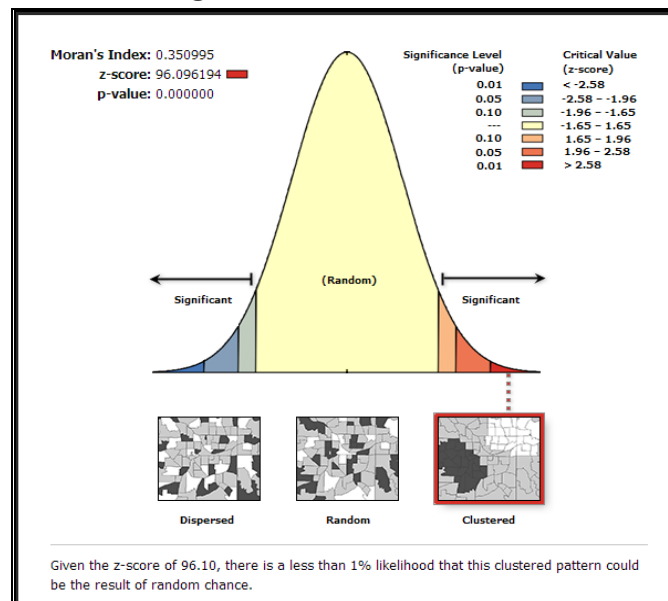 Moran's Index: 0.350995
z-score: 96.096194
p-value: 0.000000
Significance Level
(p-value)
Critical Value
(z-score)
0.01 < -2.58
0.05 -2.58 – -1.96
0.10 -1.96 – -1.65
--- -1.65 – 1.65
0.10 1.65 – 1.96
0.05 1.96 – 2.58
0.01 > 2.58
(Random)
Significant
Significant
Dispersed
Random
Clustered
Given the z-score of 96.10, there is a less than 1% likelihood that this clustered pattern could
be the result of random chance.